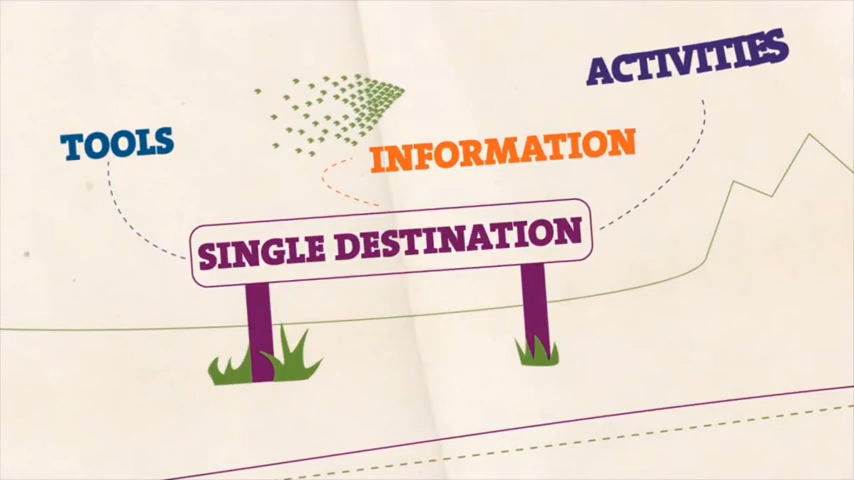 ACTIVITIES
TOOLS
INFORMATION
SINGLE DESTINATION